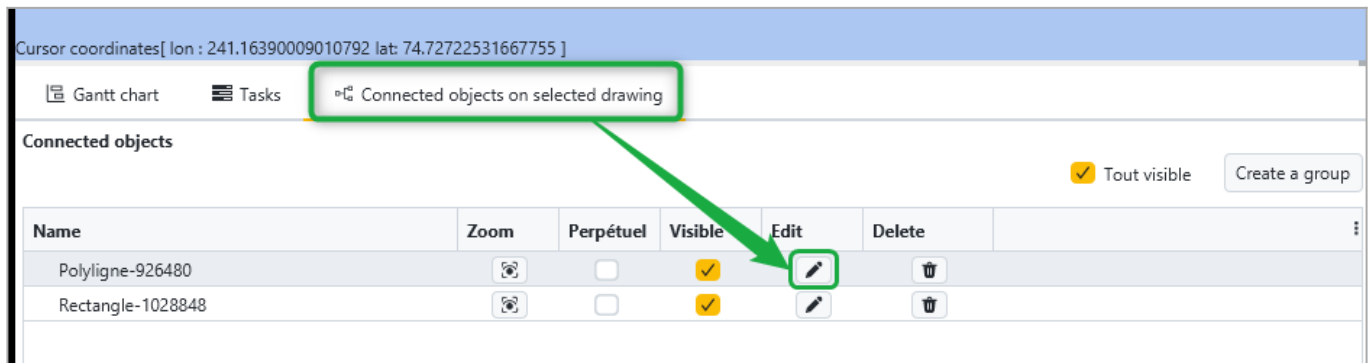 Cursor coordinates[ lon : 241.16390009010792 lat: 74.72722531667755 ]
Gantt chart Tasks Connected objects on selected drawing
Connected objects
Tout visible Create a group
Name Zoom Perpétuel Visible Edit Delete
Polyligne-926480
Rectangle-1028848